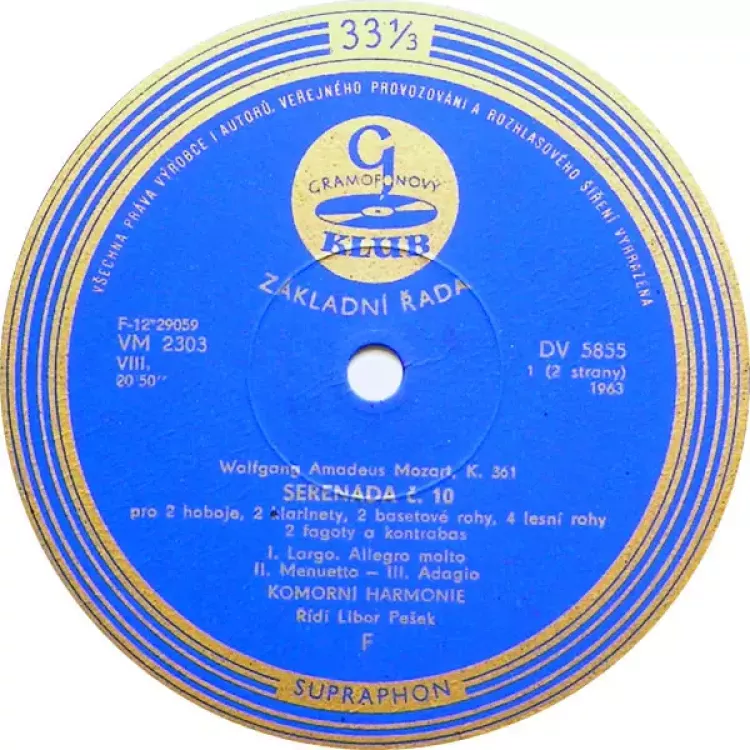 33 1/3
VŠECHNA PRÁVA VÝROBCE I AUTORŮ, VEŘEJNÉHO PROVOZOVÁNÍ A ROZHLASOVÉHO ŠÍŘENÍ VYHRAZENA
G
GRAMOFONOVÝ
KLUB
ZÁKLADNÍ ŘADA
F-12"29059
VM 2303
VIII.
20'50''
DV 5855
1 (2 strany)
1963
Wolfgang Amadeus Mozart, K. 361
SERENÁDA č. 10
pro 2 hoboje, 2 klarinety, 2 basetové rohy, 4 lesní rohy
2 fagoty a kontrabas
I. Largo. Allegro molto
II. Menuetto – III. Adagio
KOMORNÍ HARMONIE
Řídí Libor Pešek
F
SUPRAPHON